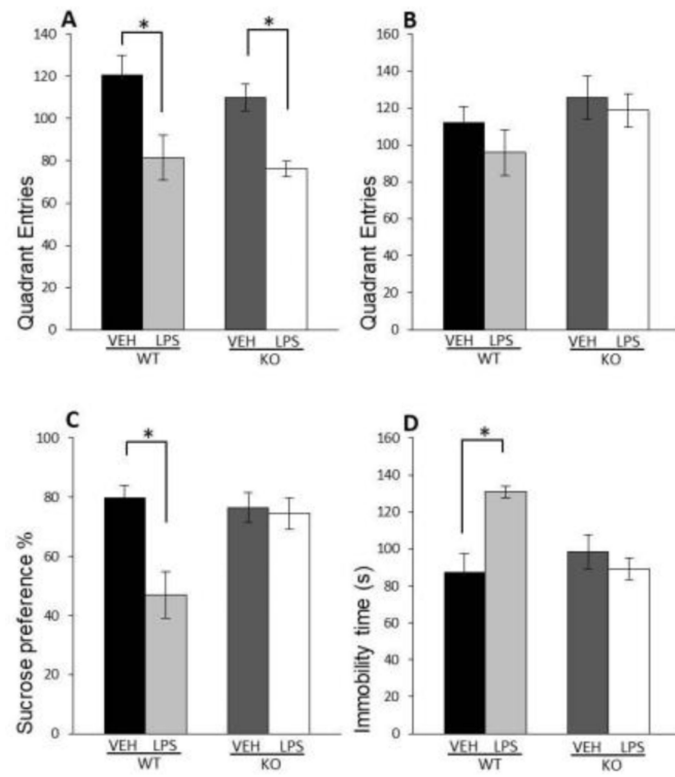 A
*
*
140
120
100
80
60
40
20
0
Quadrant Entries
VEH LPS
WT
VEH LPS
KO
B
160
140
120
100
80
60
40
20
0
Quadrant Entries
VEH LPS
WT
VEH LPS
KO
C
*
100
80
60
40
20
0
Sucrose preference %
VEH LPS
WT
VEH LPS
KO
D
*
160
140
120
100
80
60
40
20
0
Immobility time (s)
VEH LPS
WT
VEH LPS
KO